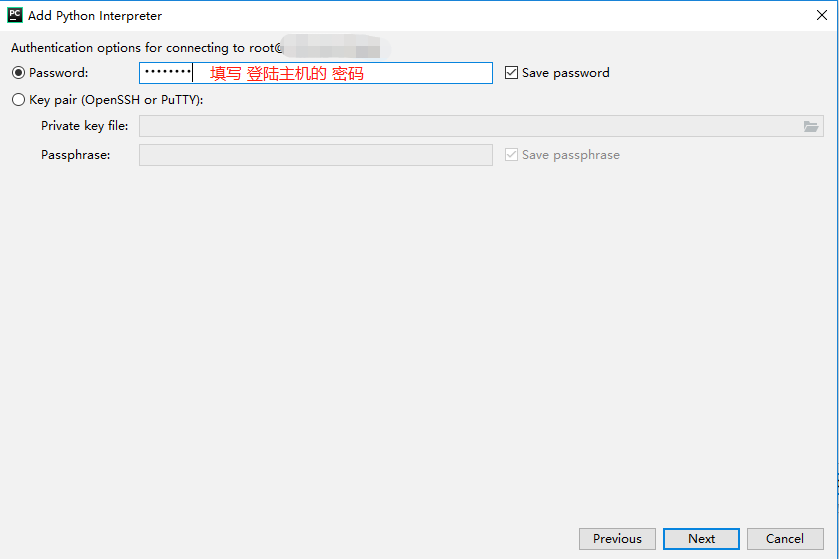 PC Add Python Interpreter
Authentication options for connecting to root@
Password: •••••••• 填写 登陆主机的 密码 Save password
Key pair (OpenSSH or PuTTY):
Private key file:
Passphrase: Save passphrase
Previous Next Cancel